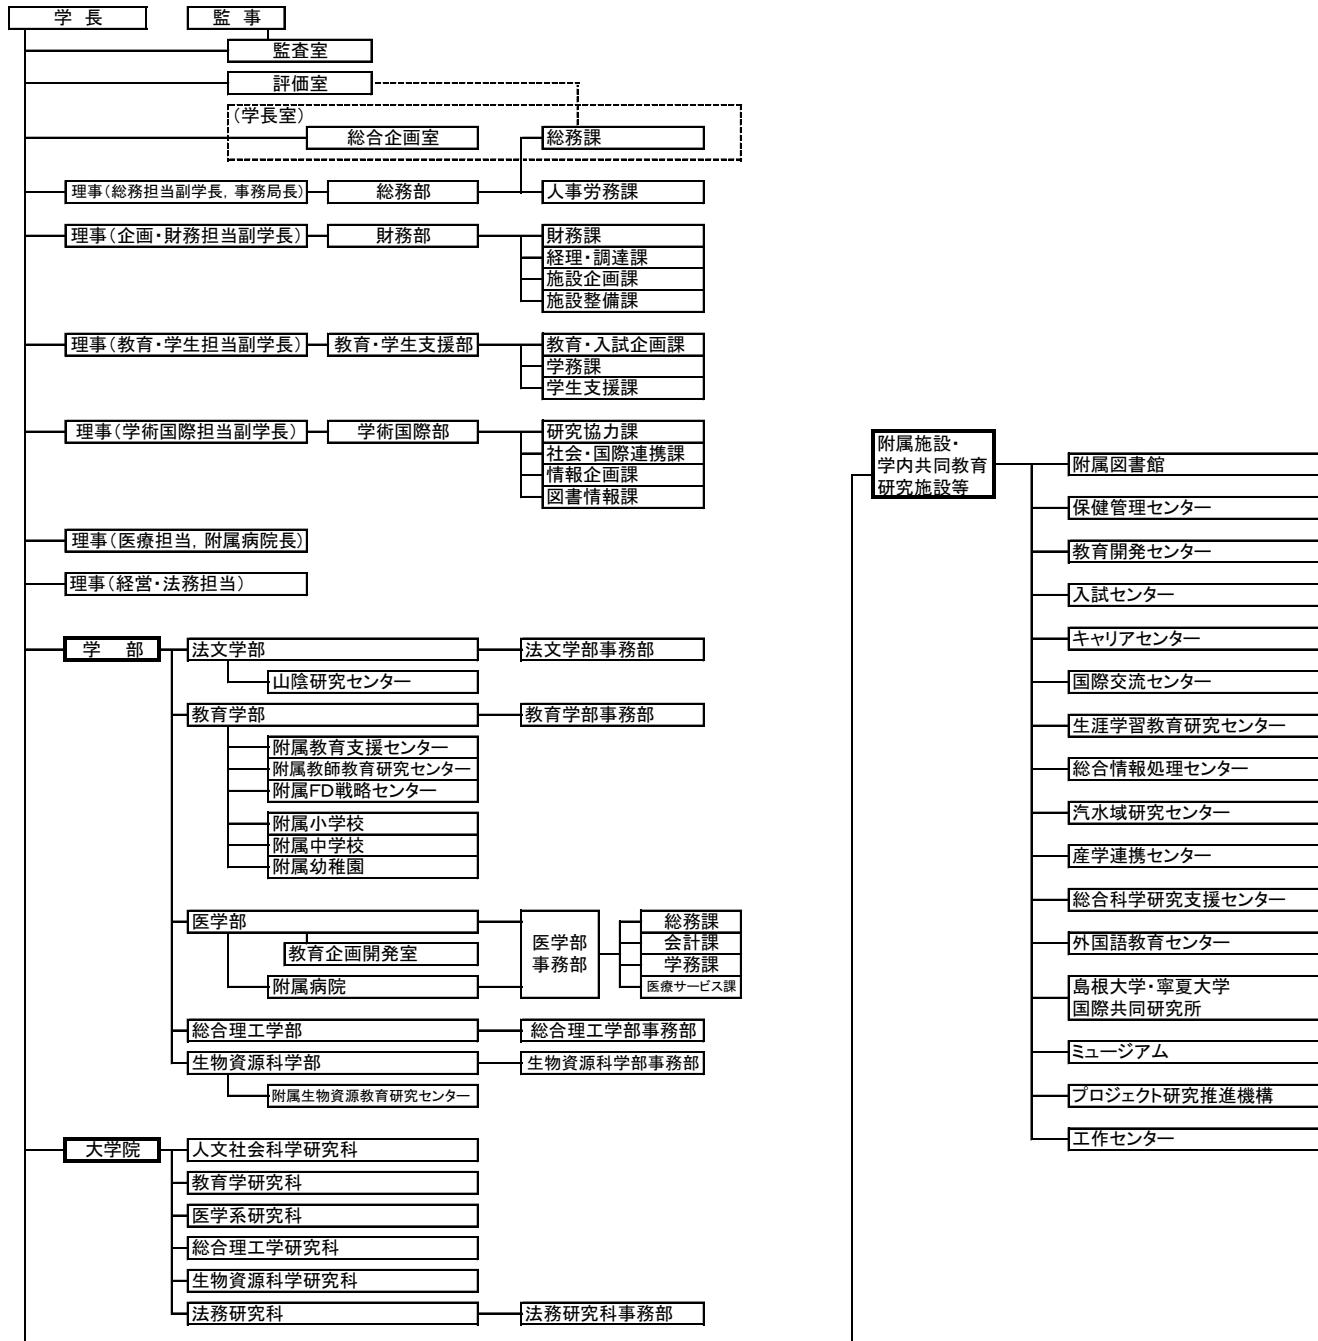 学 長
監 事
監査室
評価室
(学長室)
総合企画室
総務課
理事(総務担当副学長, 事務局長)
総務部
人事労務課
理事(企画・財務担当副学長)
財務部
財務課
経理・調達課
施設企画課
施設整備課
理事(教育・学生担当副学長)
教育・学生支援部
教育・入試企画課
学務課
学生支援課
理事(学術国際担当副学長)
学術国際部
研究協力課
社会・国際連携課
情報企画課
図書情報課
理事(医療担当, 附属病院長)
理事(経営・法務担当)
学 部
法文学部
法文学部事務部
山陰研究センター
教育学部
教育学部事務部
附属教育支援センター
附属教師教育研究センター
附属FD戦略センター
附属小学校
附属中学校
附属幼稚園
医学部
教育企画開発室
附属病院
医学部
事務部
総務課
会計課
学務課
医療サービス課
総合理工学部
総合理工学部事務部
生物資源科学部
生物資源科学部事務部
附属生物資源教育研究センター
大学院
人文社会科学研究科
教育学研究科
医学系研究科
総合理工学研究科
生物資源科学研究科
法務研究科
法務研究科事務部
附属施設・
学内共同教育
研究施設等
附属図書館
保健管理センター
教育開発センター
入試センター
キャリアセンター
国際交流センター
生涯学習教育研究センター
総合情報処理センター
汽水域研究センター
産学連携センター
総合科学研究支援センター
外国語教育センター
島根大学・寧夏大学
国際共同研究所
ミュージアム
プロジェクト研究推進機構
工作センター